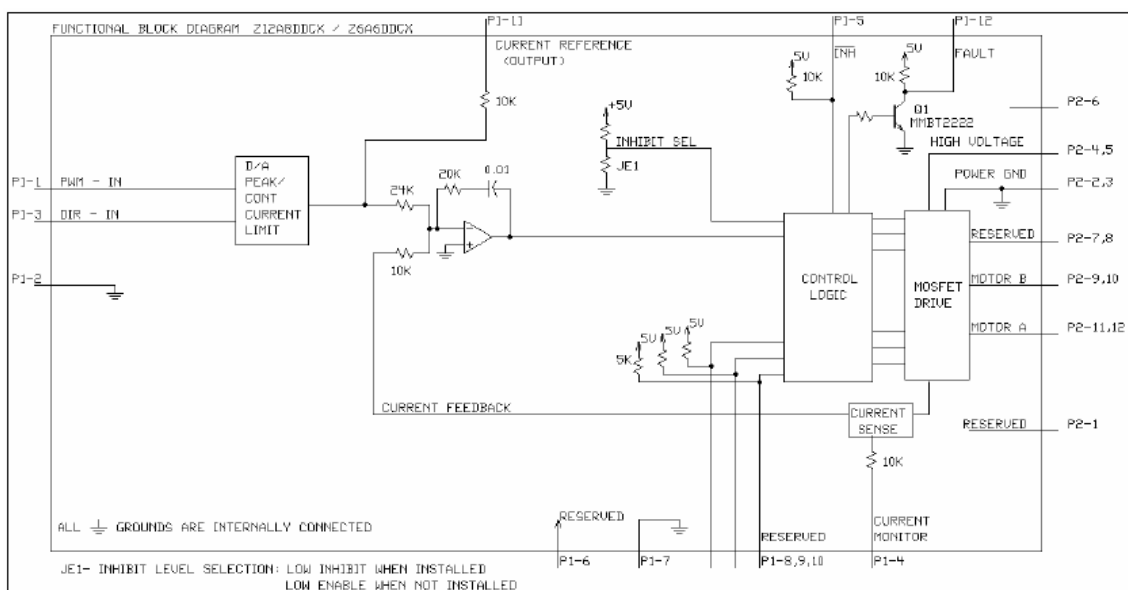 P1-11
P1-5
P1-12
FUNCTIONAL BLOCK DIAGRAM Z12A8DDCX / Z6A6DDCX
CURRENT REFERENCE
(OUTPUT)
5V
10K
INH
5V
10K
FAULT
10K
P2-6
Q1
MMBT2222
+5V
INHIBIT SEL
JE1
HIGH VOLTAGE
P2-4,5
D/A
PEAK/
CONT
CURRENT
LIMIT
P1-1 PWM - IN
P1-3 DIR - IN
20K
0.01
24K
10K
-
+
POWER GND
P2-2,3
RESERVED
P2-7,8
P1-2
CONTROL
LOGIC
MOSFET
DRIVE
MOTOR B
P2-9,10
MOTOR A
P2-11,12
5V
5V
5V
5K
CURRENT FEEDBACK
CURRENT
SENSE
RESERVED
P2-1
10K
ALL GROUNDS ARE INTERNALLY CONNECTED
RESERVED
RESERVED
CURRENT
MONITOR
P1-6
P1-7
P1-8,9,10
P1-4
JE1- INHIBIT LEVEL SELECTION: LOW INHIBIT WHEN INSTALLED
LOW ENABLE WHEN NOT INSTALLED